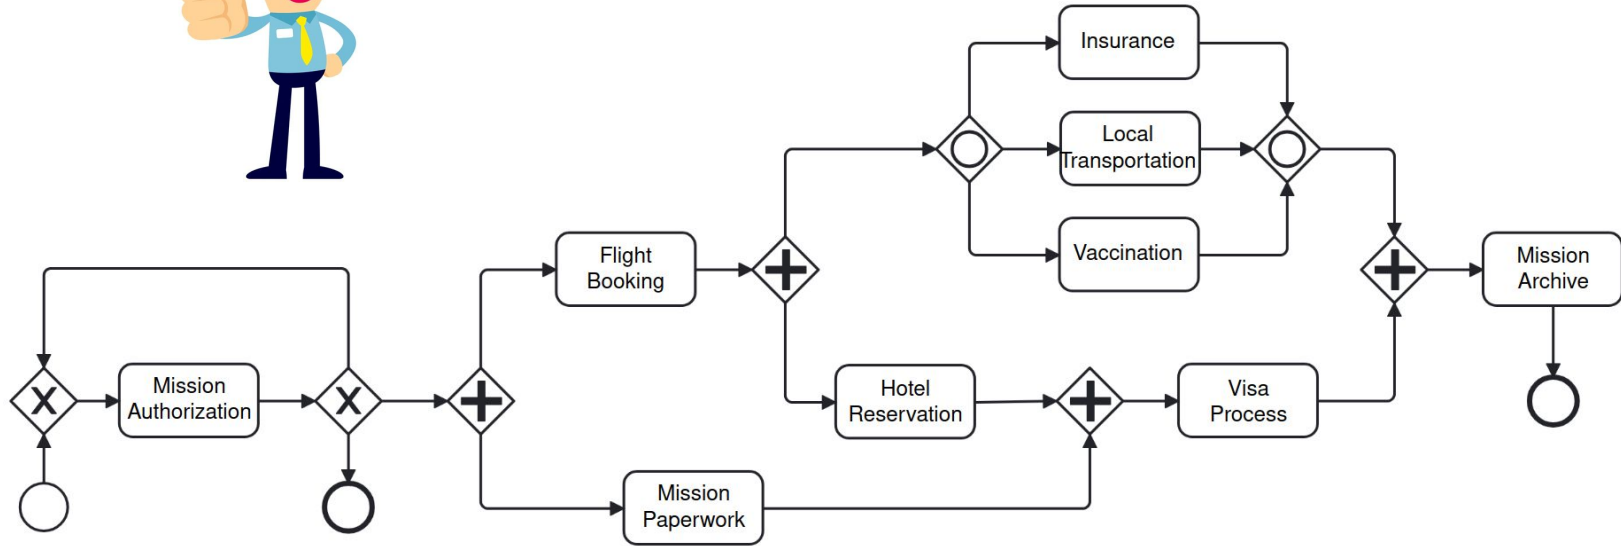 Insurance
Local
Transportation
Vaccination
Flight
Booking
Mission
Archive
Mission
Authorization
Hotel
Reservation
Visa
Process
Mission
Paperwork
X
X